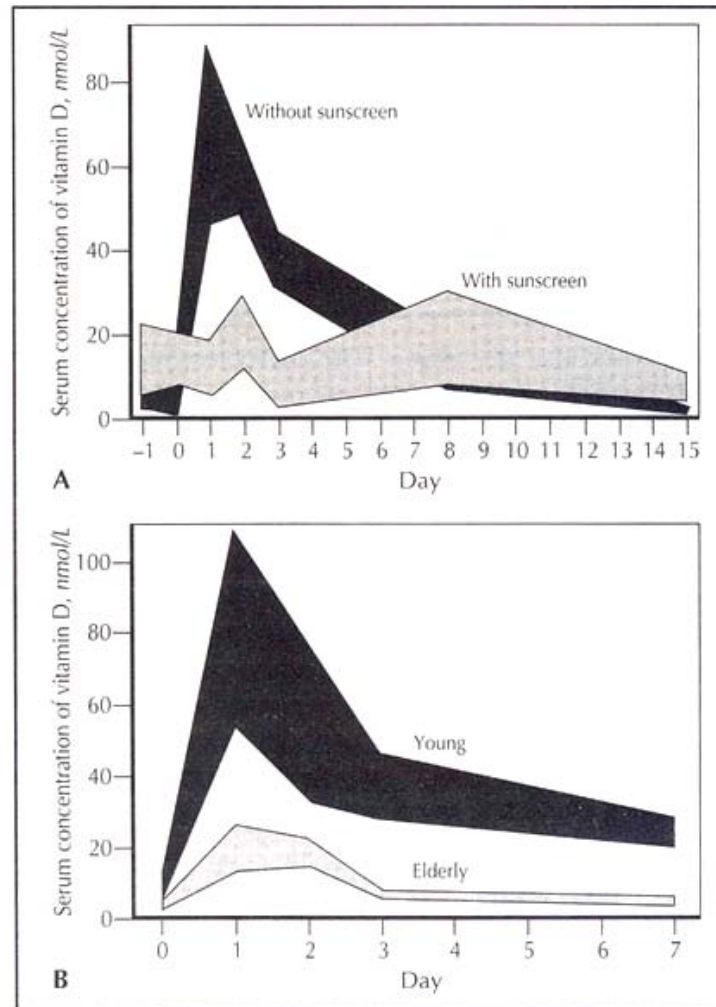 Serum concentration of vitamin D, nmol/L
80
60
40
20
0
Without sunscreen
With sunscreen
–1 0 1 2 3 4 5 6 7 8 9 10 11 12 13 14 15
A
Day
Serum concentration of vitamin D, nmol/L
100
80
60
40
20
0
Young
Elderly
0 1 2 3 4 5 6 7
B
Day